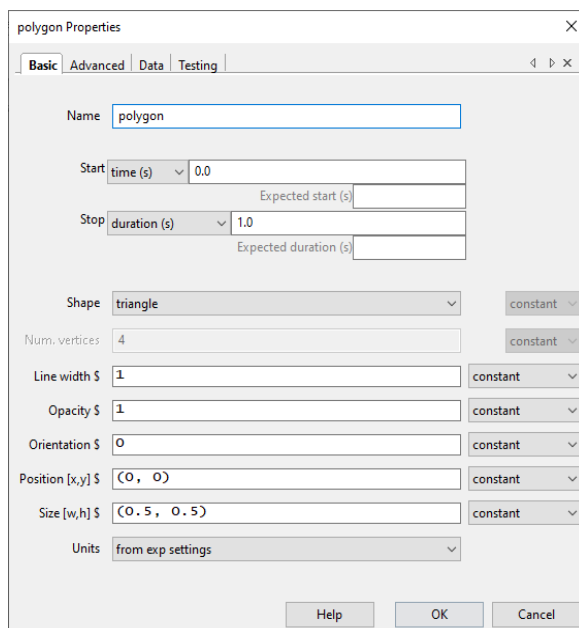 polygon Properties
Basic Advanced Data Testing
Name polygon
Start time (s) 0.0
Expected start (s)
Stop duration (s) 1.0
Expected duration (s)
Shape triangle constant
Num. vertices 4 constant
Line width $ 1 constant
Opacity $ 1 constant
Orientation $ 0 constant
Position [x,y] $ (0, 0) constant
Size [w,h] $ (0.5, 0.5) constant
Units from exp settings
Help OK Cancel